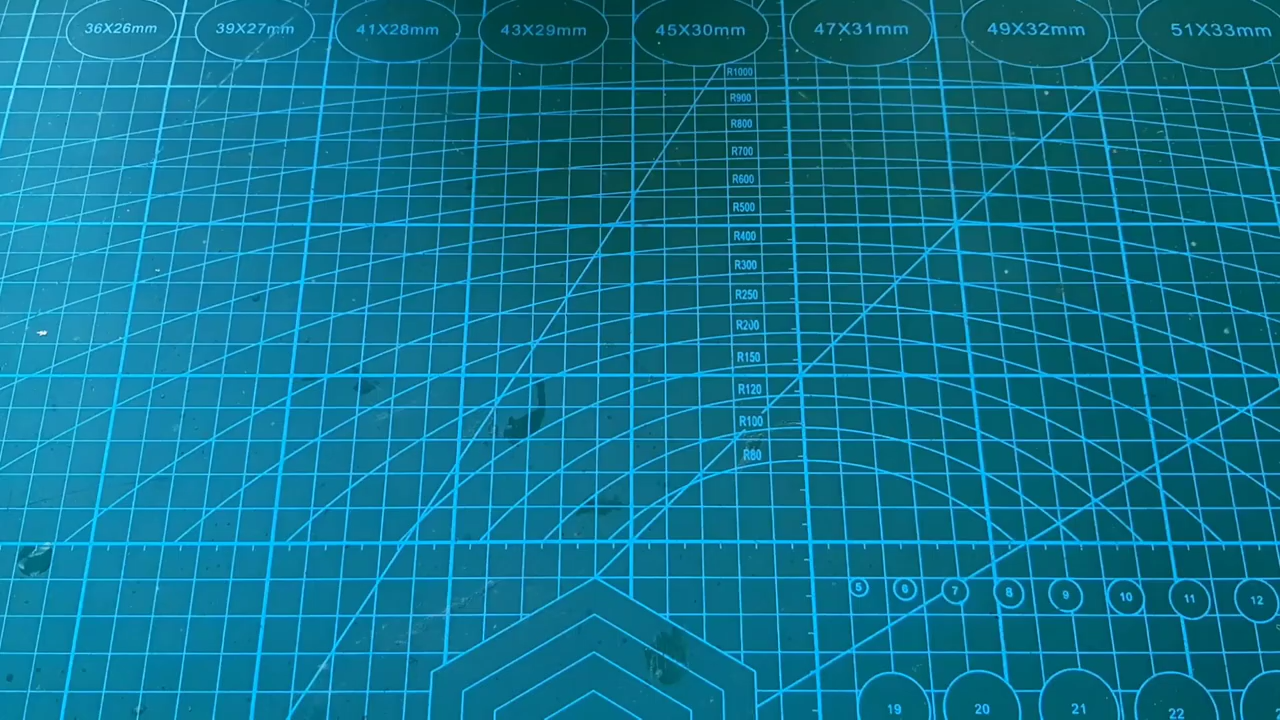 36X26mm 39X27mm 41X28mm 43X29mm 45X30mm 47X31mm 49X32mm 51X33mm
R1000
R900
R800
R700
R600
R500
R400
R300
R250
R200
R150
R120
R100
R80
5 6 7 8 9 10 11 12
19 20 21 22